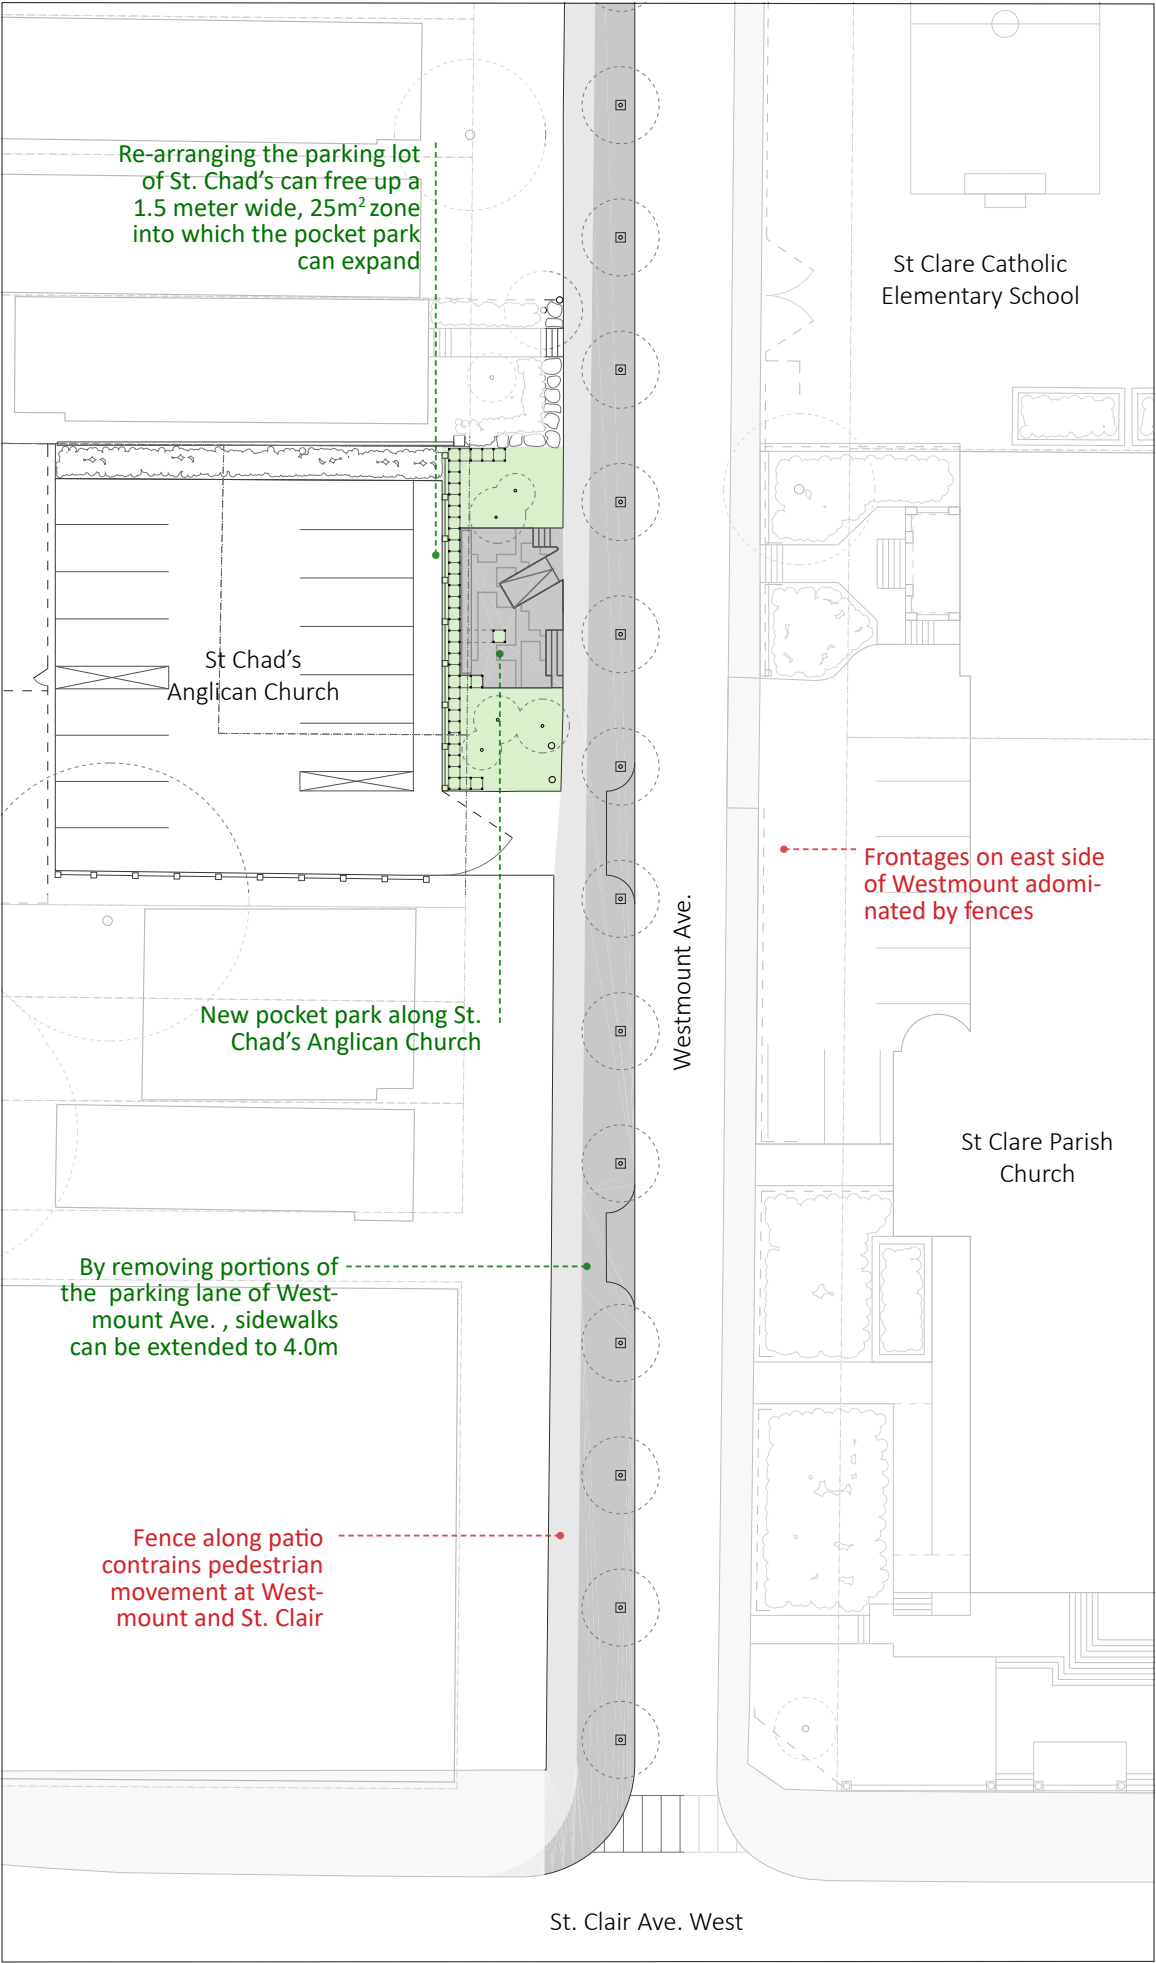 Re-arranging the parking lot
of St. Chad's can free up a
1.5 meter wide, 25m² zone
into which the pocket park
can expand
St Clare Catholic
Elementary School
St Chad's
Anglican Church
Frontages on east side
of Westmount adomi-
nated by fences
Westmount Ave.
New pocket park along St.
Chad's Anglican Church
St Clare Parish
Church
By removing portions of
the parking lane of West-
mount Ave. , sidewalks
can be extended to 4.0m
Fence along patio
contrains pedestrian
movement at West-
mount and St. Clair
St. Clair Ave. West